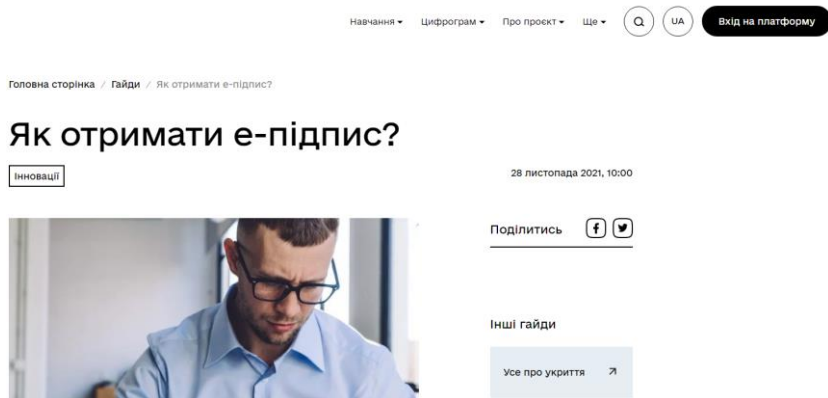 Навчання Цифрограм Про проєкт Ще UA Вхід на платформу
Головна сторінка / Гайди / Як отримати е-підпис?
Як отримати е-підпис?
Інновації
28 листопада 2021, 10:00
Поділитись
Інші гайди
Усе про укриття